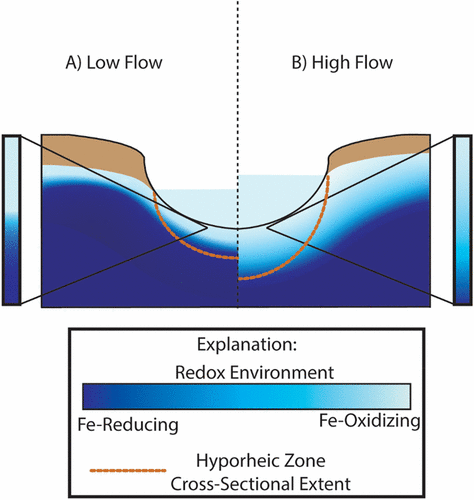 A) Low Flow
B) High Flow
Explanation:
Redox Environment
Fe-Reducing
Fe-Oxidizing
Hyporheic Zone
Cross-Sectional Extent